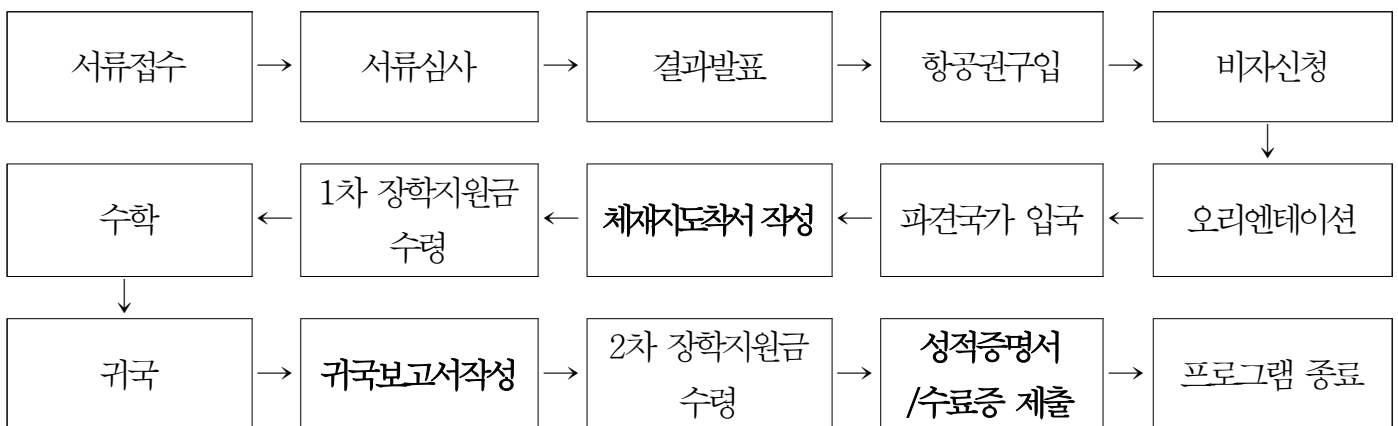 서류접수 → 서류심사 → 결과발표 → 항공권구입 → 비자신청
↓
수학 ← 1차 장학지원금 수령 ← 체재지도착서 작성 ← 파견국가 입국 ← 오리엔테이션
↓
귀국 → 귀국보고서작성 → 2차 장학지원금 수령 → 성적증명서 /수료증 제출 → 프로그램 종료